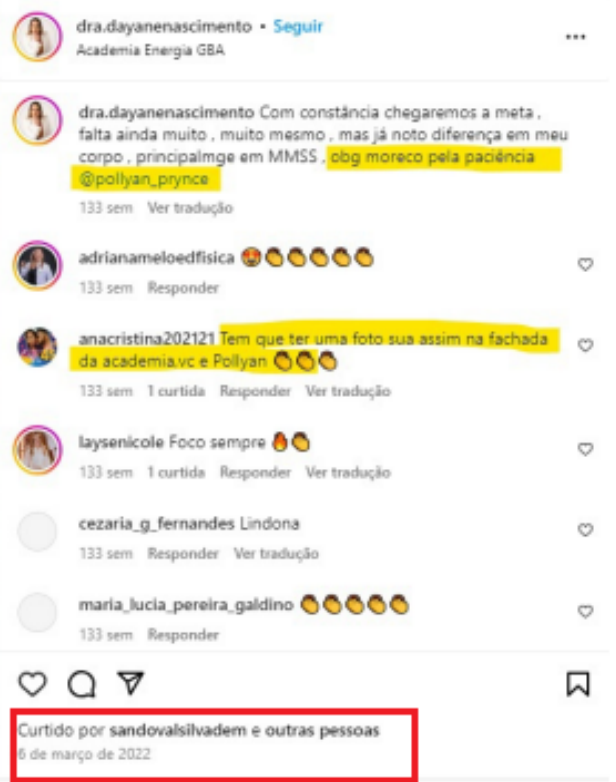 dra.dayanenascimento • Seguir
Academia Energia GBA
dra.dayanenascimento Com constância chegaremos a meta ,
falta ainda muito , muito mesmo , mas já noto diferença em meu
corpo , principalmge em MMSS , obg moreco pela paciência
@pollyan_prynce
133 sem Ver tradução
adrianameloedfisica 😍👏👏👏👏👏
133 sem Responder
anacristina202121 Tem que ter uma foto sua assim na fachada
da academia.vc e Pollyan 👏👏👏
133 sem 1 curtida Responder Ver tradução
laysenicole Foco sempre 🔥👏
133 sem 1 curtida Responder Ver tradução
cezaria_g_fernandes Lindona
133 sem Responder Ver tradução
maria_lucia_pereira_galdino 👏👏👏👏👏
133 sem Responder
Curtido por sandovalsilvadem e outras pessoas
6 de março de 2022